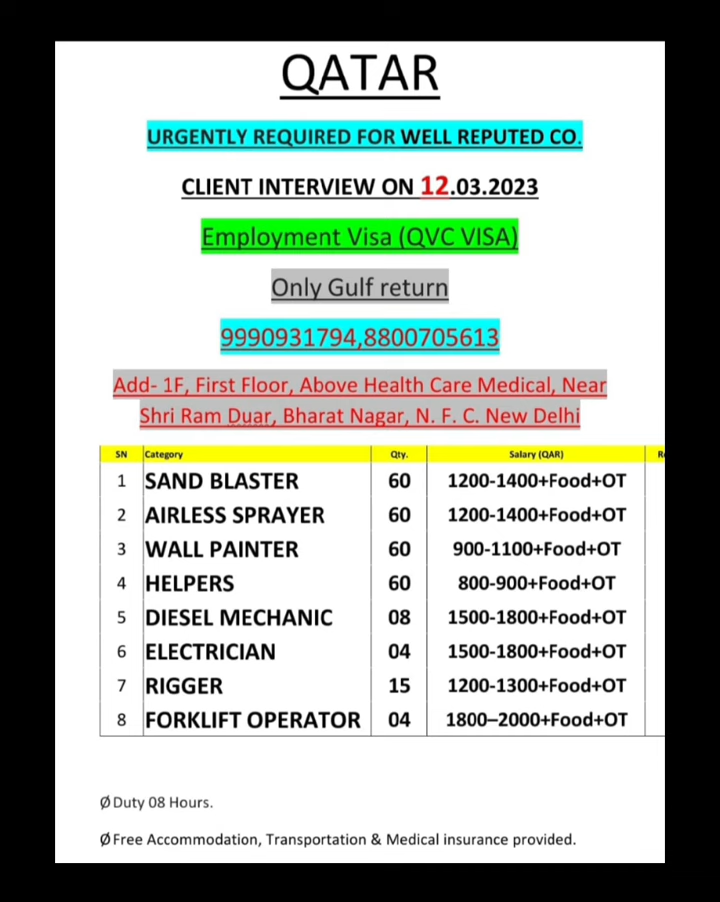 QATAR
URGENTLY REQUIRED FOR WELL REPUTED CO.
CLIENT INTERVIEW ON 12.03.2023
Employment Visa (QVC VISA)
Only Gulf return
9990931794,8800705613
Add- 1F, First Floor, Above Health Care Medical, Near
Shri Ram Duar, Bharat Nagar, N. F. C. New Delhi
SN Category Qty. Salary (QAR)
1 SAND BLASTER 60 1200-1400+Food+OT
2 AIRLESS SPRAYER 60 1200-1400+Food+OT
3 WALL PAINTER 60 900-1100+Food+OT
4 HELPERS 60 800-900+Food+OT
5 DIESEL MECHANIC 08 1500-1800+Food+OT
6 ELECTRICIAN 04 1500-1800+Food+OT
7 RIGGER 15 1200-1300+Food+OT
8 FORKLIFT OPERATOR 04 1800–2000+Food+OT
Ø Duty 08 Hours.
Ø Free Accommodation, Transportation & Medical insurance provided.